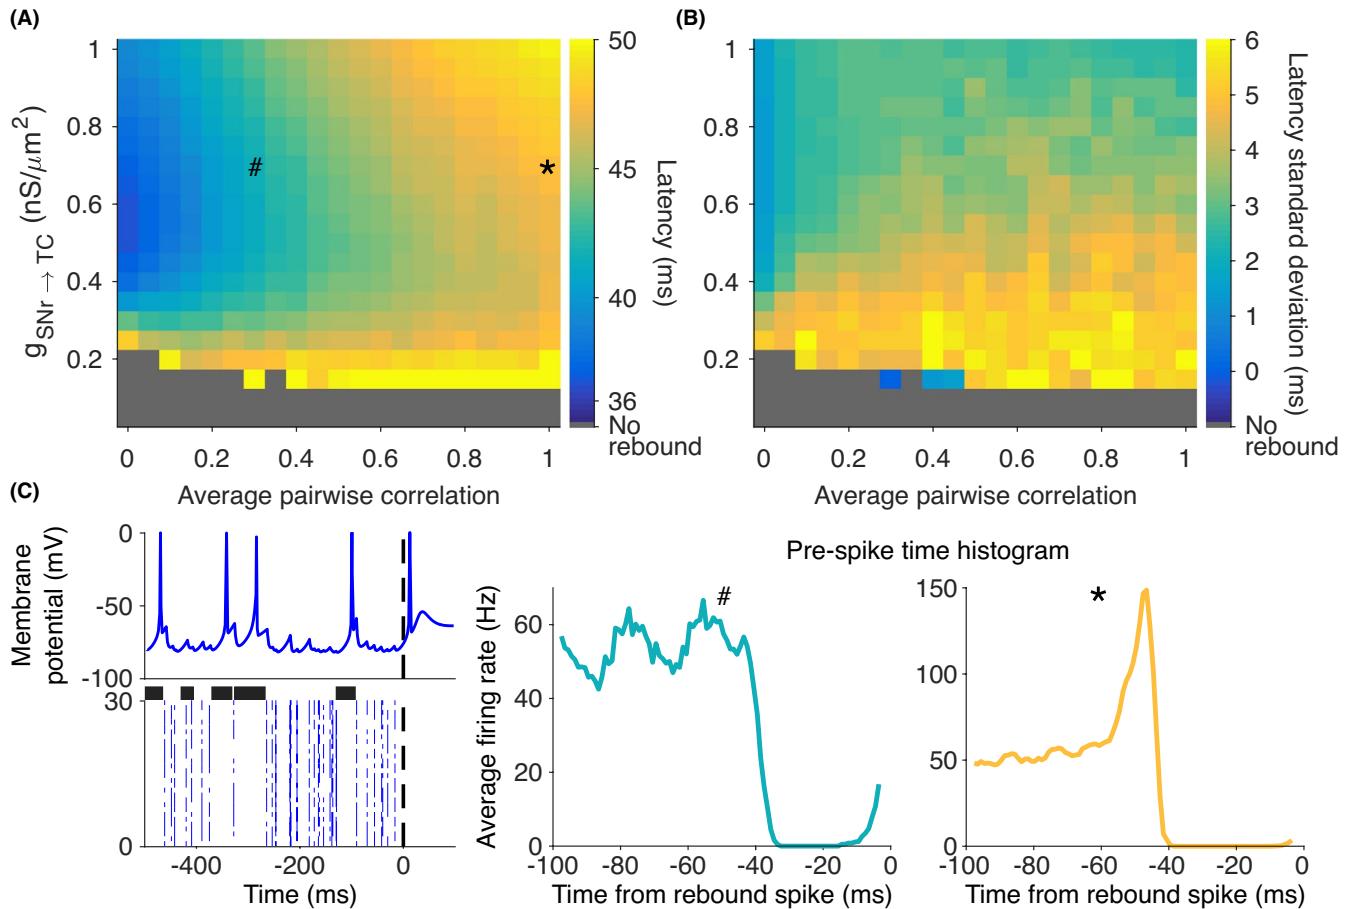 (A)
1
0.8
0.6
0.4
0.2
g SNr → TC (nS/μm²)
#
*
0 0.2 0.4 0.6 0.8 1
Average pairwise correlation
50
45
40
36
No rebound
Latency (ms)
(B)
1
0.8
0.6
0.4
0.2
0 0.2 0.4 0.6 0.8 1
Average pairwise correlation
6
5
4
3
2
1
0
-1
No rebound
Latency standard deviation (ms)
(C)
Membrane
potential (mV)
0
-50
-100
30
0
-400 -200 0
Time (ms)
Pre-spike time histogram
Average firing rate (Hz)
#
60
40
20
0
-100 -80 -60 -40 -20 0
Time from rebound spike (ms)
*
150
100
50
0
-100 -80 -60 -40 -20 0
Time from rebound spike (ms)